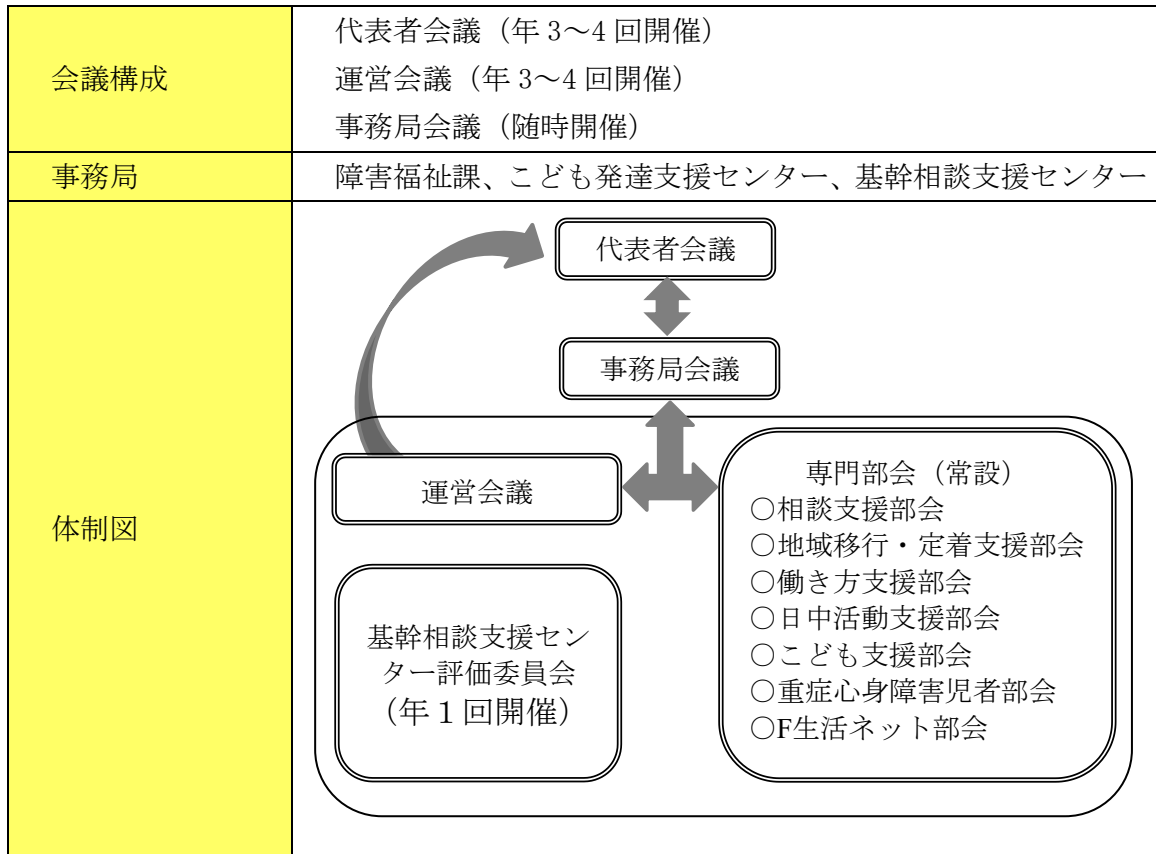 会議構成
代表者会議（年 3～4 回開催）
運営会議（年 3～4 回開催）
事務局会議（随時開催）
事務局
障害福祉課、こども発達支援センター、基幹相談支援センター
体制図
代表者会議
事務局会議
運営会議
基幹相談支援セン
ター評価委員会
（年１回開催）
専門部会（常設）
○相談支援部会
○地域移行・定着支援部会
○働き方支援部会
○日中活動支援部会
○こども支援部会
○重症心身障害児者部会
○F生活ネット部会